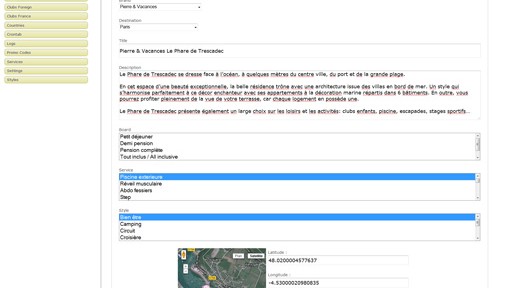 Clubs Foreign
Clubs France
Countries
Coretab
Logs
Promo Codes
Services
Settings
Styles
Brand
Pierre & Vacances
Destination
Paris
Title
Pierre & Vacances Le Phare de Trescadec
Description
Le Phare de Trescadec se dresse face à l'océan, à quelques mètres du centre ville, du port et de la grande plage.
En cet espace d'une beauté exceptionnelle, la belle résidence trône avec une architecture issue des villas en bord de mer. Un style qui
s'harmonise parfaitement à ce décor enchanteur avec ses appartements à la décoration marine répartis dans 6 bâtiments. En outre, vous
pourrez profiter pleinement de la vue de votre terrasse, car chaque logement en possède une.
Le Phare de Trescadec présente également un large choix sur les loisirs et les activités: clubs enfants, piscine, escapades, stages sportifs...
Board
Petit déjeuner
Demi pension
Pension complète
Tout inclus / All inclusive
Service
Piscine exterieure
Réveil musculaire
Abdo fessiers
Step
Style
Bien être
Camping
Circuit
Croisière
Plan
Satellite
Latitude :
48.0200004577637
Longitude :
-4.53000020980835